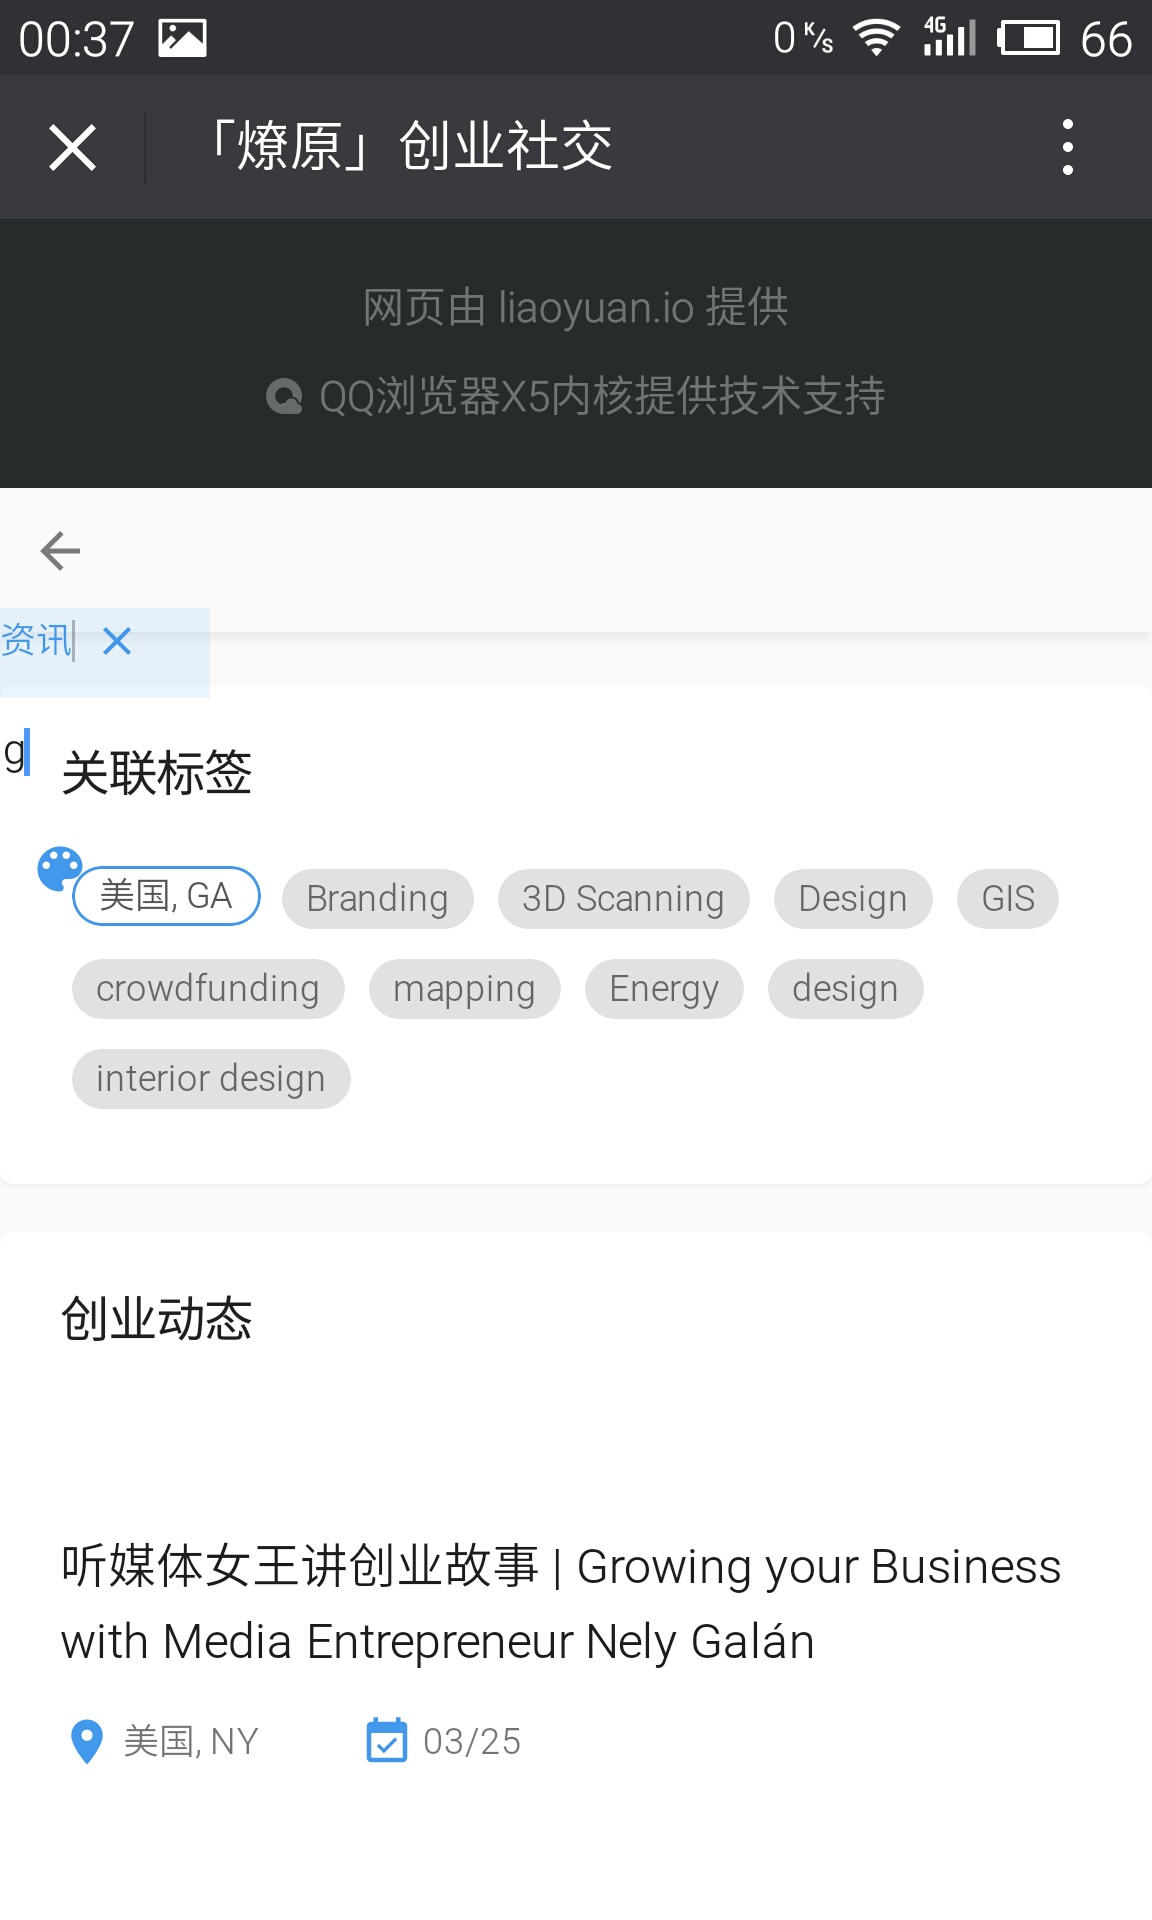 00:37
0 K/s 4G 66
「燎原」创业社交
网页由 liaoyuan.io 提供
QQ浏览器X5内核提供技术支持
资讯
g
关联标签
美国, GA Branding 3D Scanning Design GIS
crowdfunding mapping Energy design
interior design
创业动态
听媒体女王讲创业故事 | Growing your Business
with Media Entrepreneur Nely Galán
美国, NY 03/25